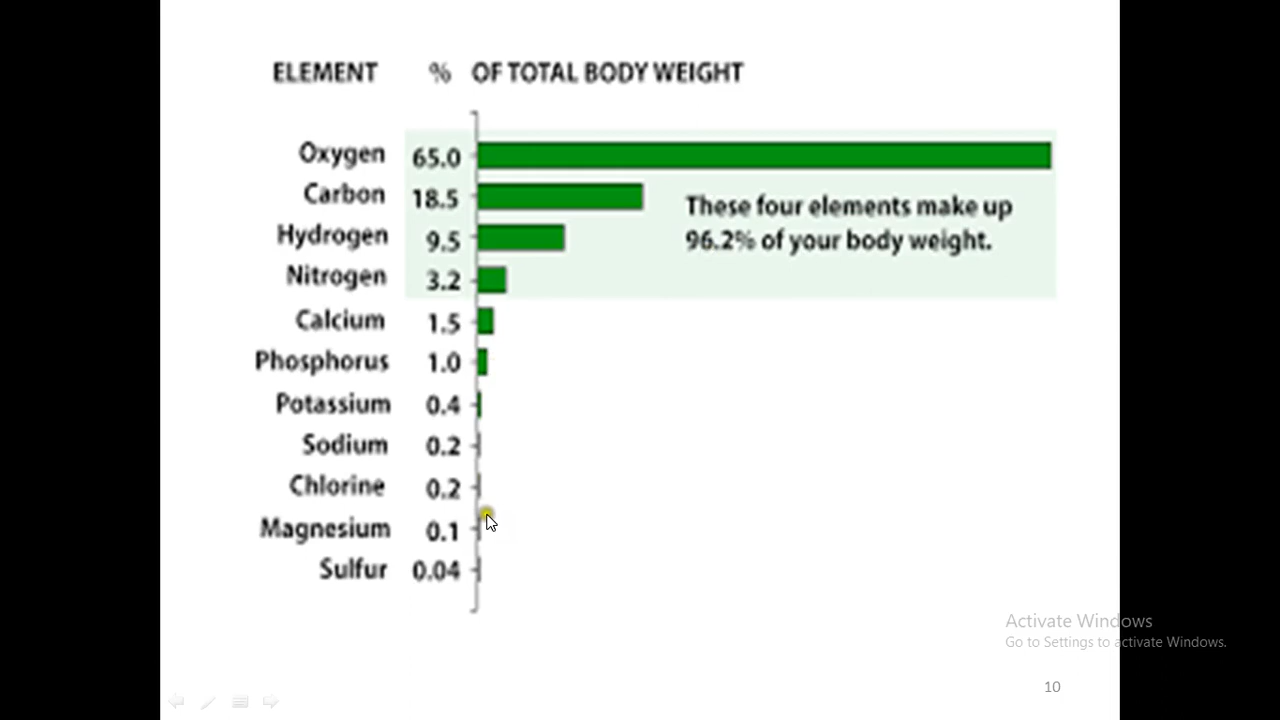 ELEMENT % OF TOTAL BODY WEIGHT
Oxygen 65.0
Carbon 18.5
Hydrogen 9.5
Nitrogen 3.2
These four elements make up
96.2% of your body weight.
Calcium 1.5
Phosphorus 1.0
Potassium 0.4
Sodium 0.2
Chlorine 0.2
Magnesium 0.1
Sulfur 0.04
Activate Windows
Go to Settings to activate Windows.
10